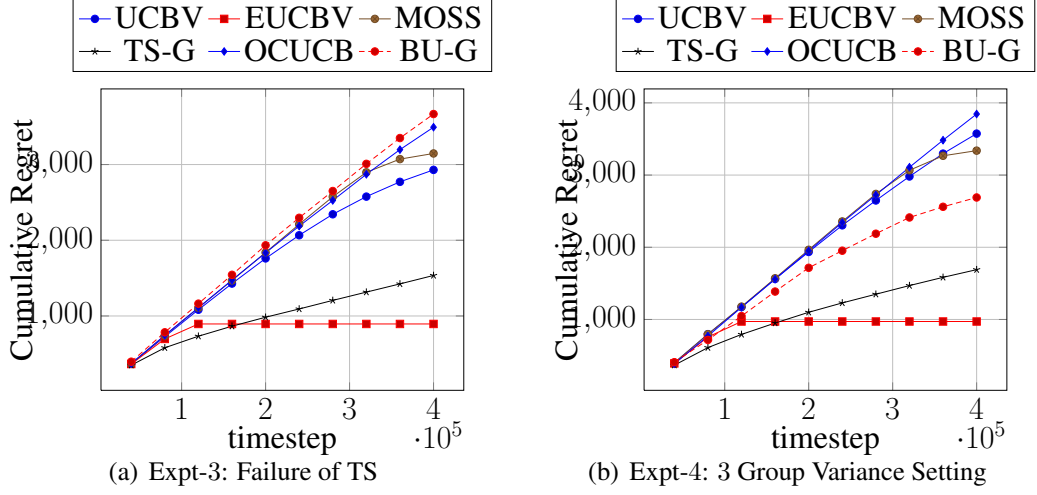 UCBV EUCBV MOSS
TS-G OCUCB BU-G
Cumulative Regret
3,000
2,000
1,000
1 2 3 4
timestep ·10^5
(a) Expt-3: Failure of TS
UCBV EUCBV MOSS
TS-G OCUCB BU-G
Cumulative Regret
4,000
3,000
2,000
1,000
1 2 3 4
timestep ·10^5
(b) Expt-4: 3 Group Variance Setting